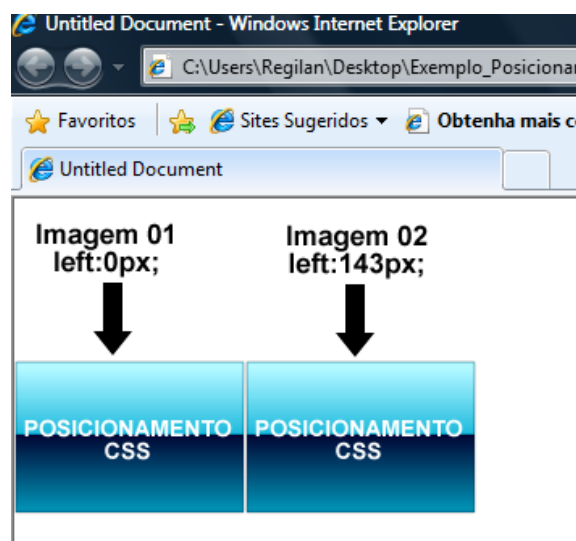 Untitled Document - Windows Internet Explorer
C:\Users\Regilan\Desktop\Exemplo_Posiciona
Favoritos Sites Sugeridos Obtenha mais
Untitled Document
Imagem 01 Imagem 02
left:0px; left:143px;
POSICIONAMENTO POSICIONAMENTO
CSS CSS